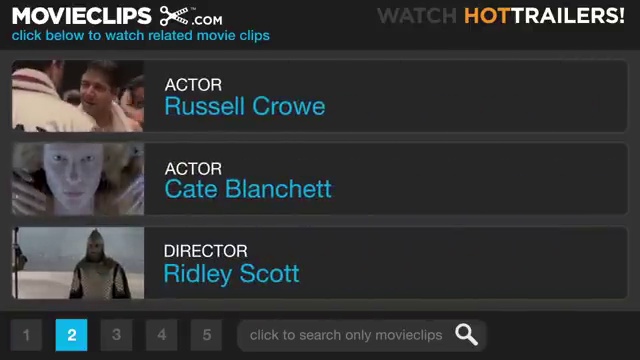 MOVIECLIPS.COM™
WATCH HOTTRAILERS!
click below to watch related movie clips
ACTOR
Russell Crowe
ACTOR
Cate Blanchett
DIRECTOR
Ridley Scott
1 2 3 4 5 click to search only movieclips